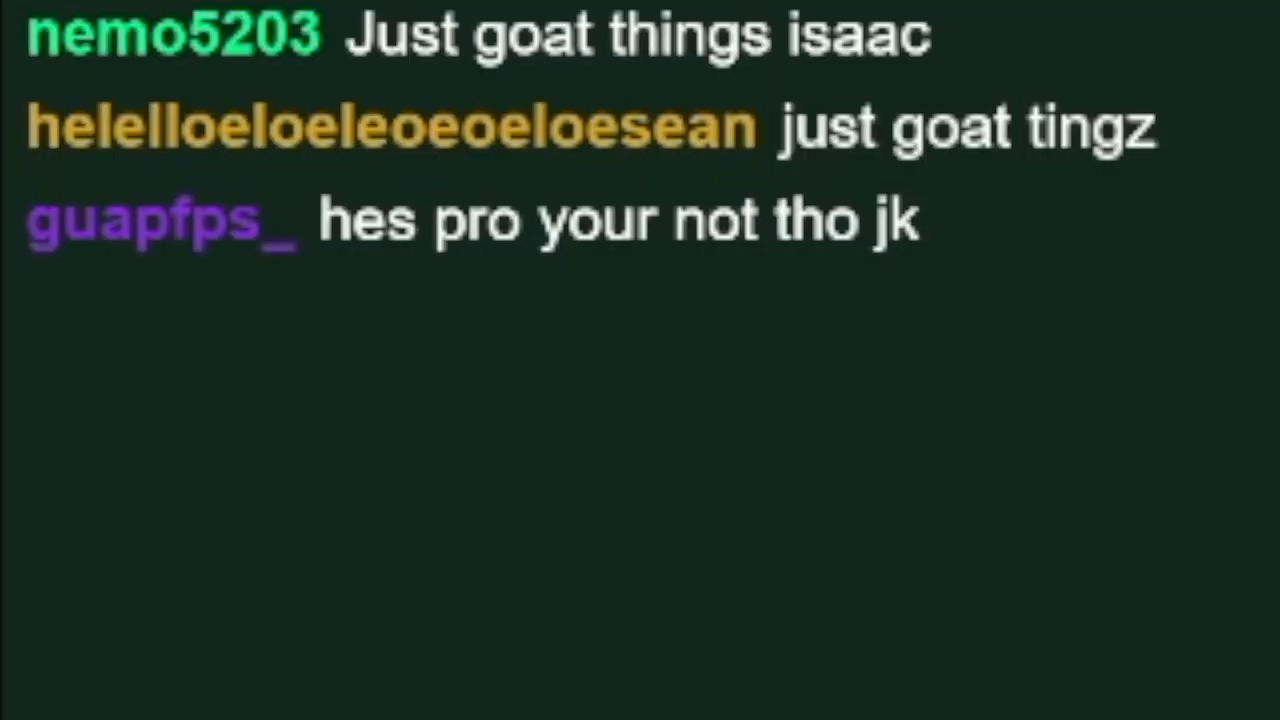 nemo5203 Just goat things isaac
helelloeloeleoeoeloesean just goat tingz
guapfps_ hes pro your not tho jk